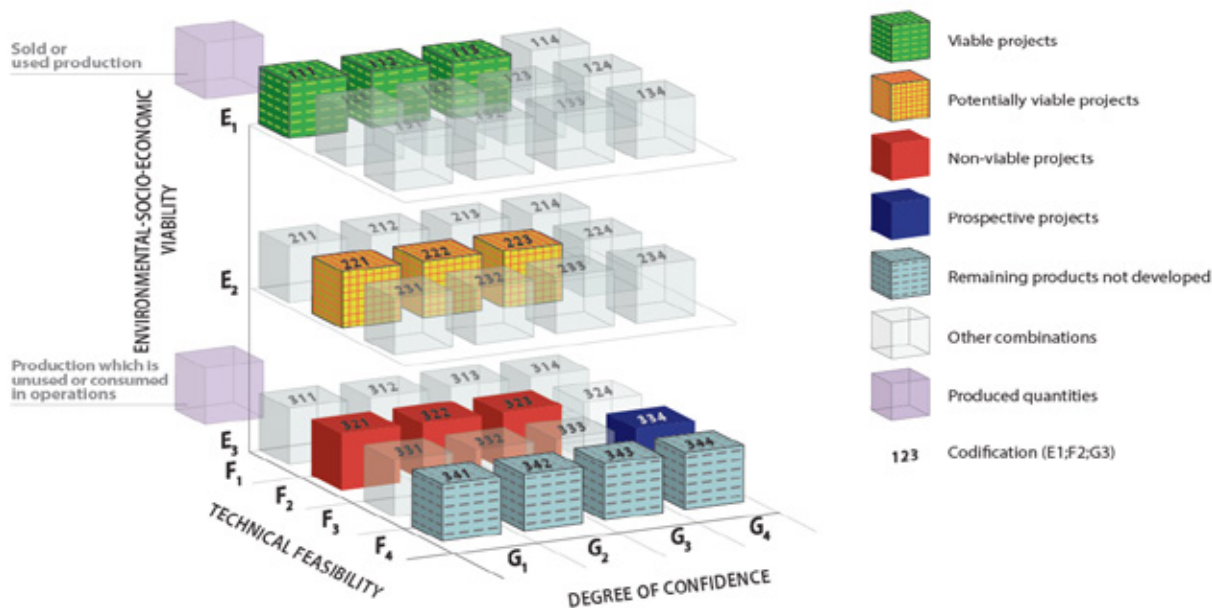 Sold or
used production
ENVIRONMENTAL-SOCIO-ECONOMIC
VIABILITY
E1
111
112
113
114
123
124
132
133
134
E2
211
212
213
214
221
222
223
224
231
232
233
234
Production which is
unused or consumed
in operations
E3
311
312
313
314
321
322
323
324
331
332
333
334
341
342
343
344
F1
F2
F3
F4
TECHNICAL FEASIBILITY
G1
G2
G3
G4
DEGREE OF CONFIDENCE
Viable projects
Potentially viable projects
Non-viable projects
Prospective projects
Remaining products not developed
Other combinations
Produced quantities
123 Codification (E1;F2;G3)